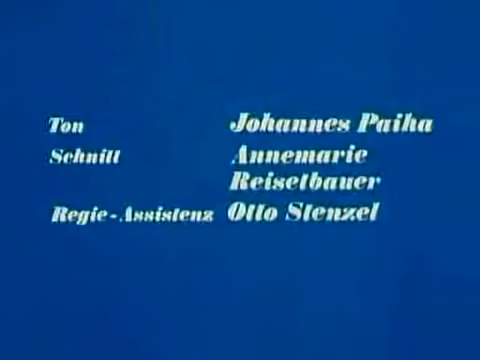 Ton Johannes Paiha
Schnitt Annemarie
Reisetbauer
Regie-Assistenz Otto Stenzel